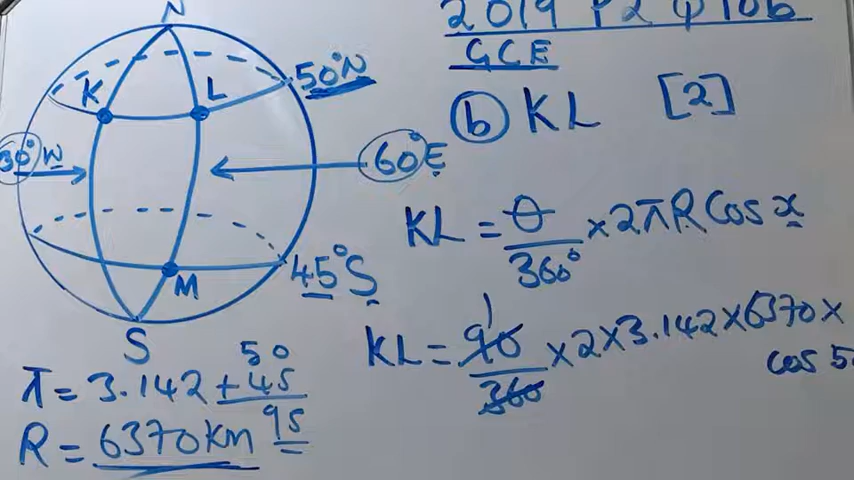 2019 P2 Q10b
GCE
N
K L 50°N
30°W 60°E
M 45°S
S
(b) KL [2]
KL = θ/360° × 2πR Cos x
KL = 90/360 1 × 2 × 3.142 × 6370 ×
cos 5
π = 3.142
R = 6370km
50
+ 45
95